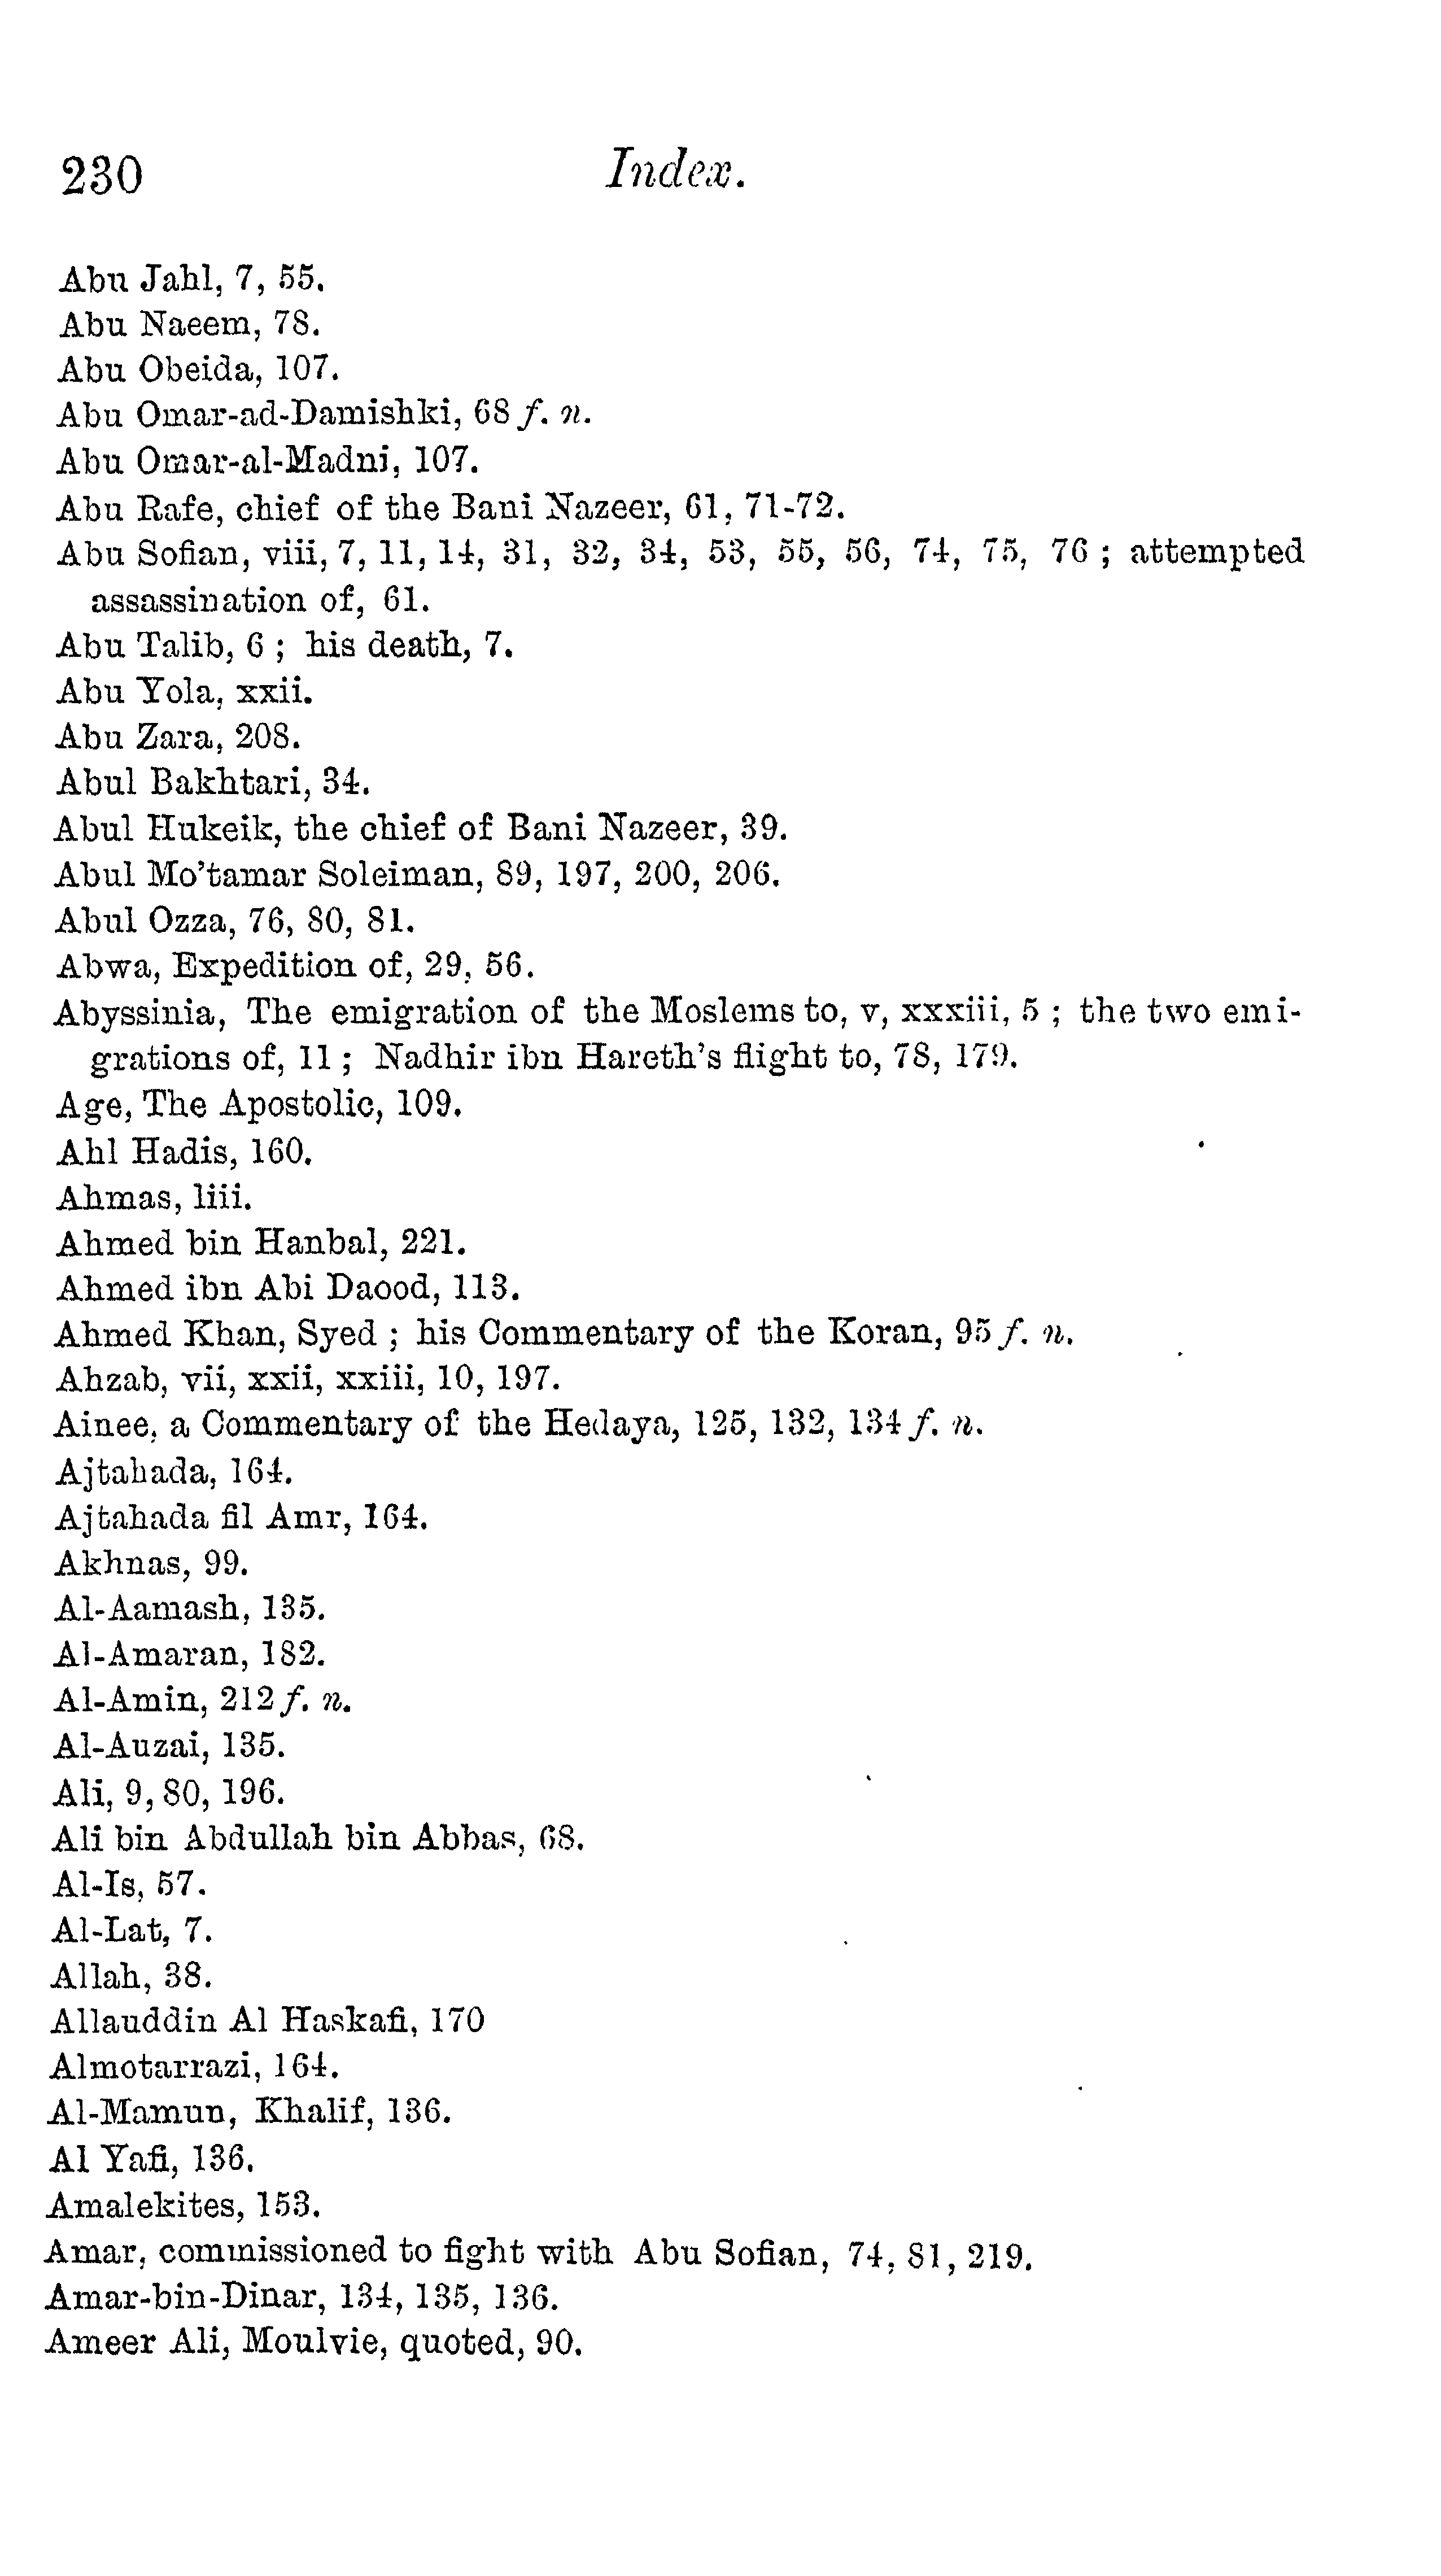 230 Index.
Abu Jahl, 7, 55.
Abu Naeem, 78.
Abu Obeida, 107.
Abu Omar-ad-Damishki, 68 f. n.
Abu Omar-al-Madni, 107.
Abu Rafe, chief of the Bani Nazeer, 61, 71-72.
Abu Sofian, viii, 7, 11, 14, 31, 32, 34, 53, 55, 56, 74, 75, 76 ; attempted
assassination of, 61.
Abu Talib, 6 ; his death, 7.
Abu Yola, xxii.
Abu Zara, 208.
Abul Bakhtari, 34.
Abul Hukeik, the chief of Bani Nazeer, 39.
Abul Mo'tamar Soleiman, 89, 197, 200, 206.
Abul Ozza, 76, 80, 81.
Abwa, Expedition of, 29, 56.
Abyssinia, The emigration of the Moslems to, v, xxxiii, 5 ; the two emi-
grations of, 11 ; Nadhir ibn Hareth's flight to, 78, 179.
Age, The Apostolic, 109.
Ahl Hadis, 160.
Ahmas, liii.
Ahmed bin Hanbal, 221.
Ahmed ibn Abi Daood, 113.
Ahmed Khan, Syed ; his Commentary of the Koran, 95 f. n.
Ahzab, vii, xxii, xxiii, 10, 197.
Ainee, a Commentary of the Hedaya, 125, 132, 134 f. n.
Ajtahada, 164.
Ajtahada fil Amr, 164.
Akhnas, 99.
Al-Aamash, 135.
Al-Amaran, 182.
Al-Amin, 212 f. n.
Al-Auzai, 135.
Ali, 9, 80, 196.
Ali bin Abdullah bin Abbas, 68.
Al-Is, 57.
Al-Lat, 7.
Allah, 38.
Allauddin Al Haskafi, 170
Almotarrazi, 164.
Al-Mamun, Khalif, 136.
Al Yafi, 136.
Amalekites, 153.
Amar, commissioned to fight with Abu Sofian, 74, 81, 219.
Amar-bin-Dinar, 134, 135, 136.
Ameer Ali, Moulvie, quoted, 90.